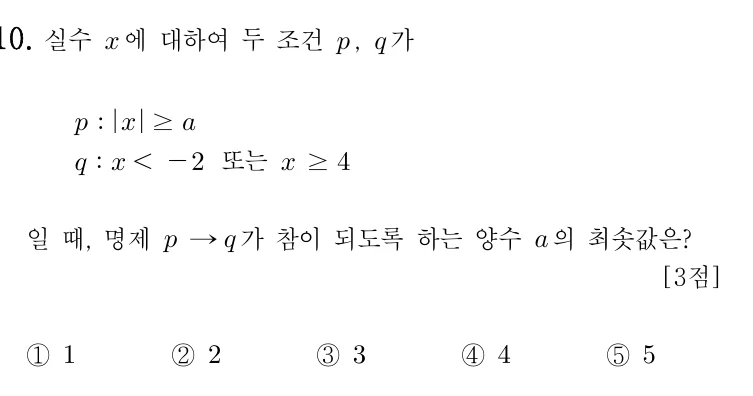 10. 실수 x에 대하여 두 조건 p, q가
p : |x| ≥ a
q : x < −2 또는 x ≥ 4
일 때, 명제 p → q가 참이 되도록 하는 양수 a의 최솟값은?
[3점]
① 1 ② 2 ③ 3 ④ 4 ⑤ 5